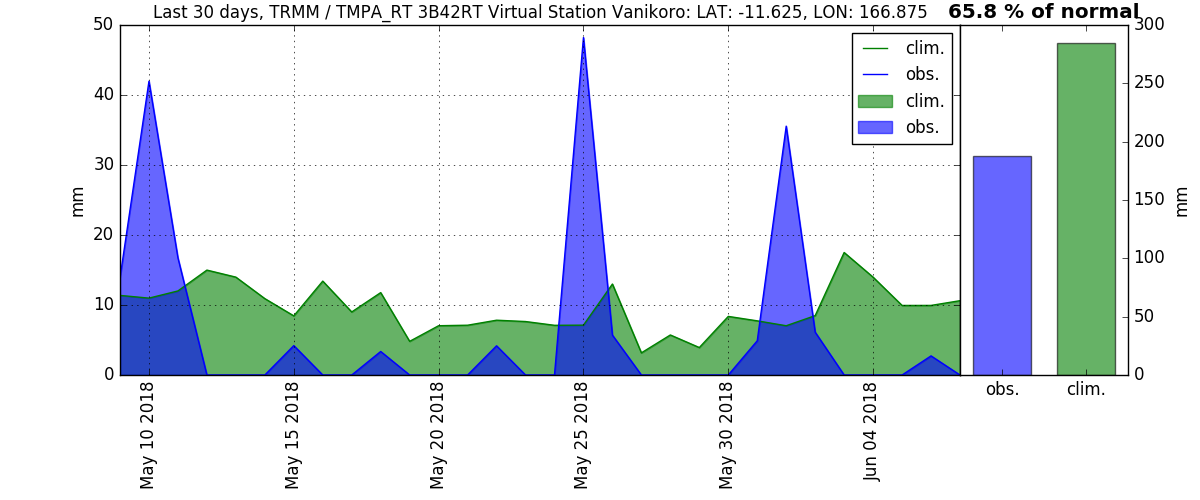 Last 30 days, TRMM / TMPA_RT 3B42RT Virtual Station Vanikoro: LAT: -11.625, LON: 166.875
65.8 % of normal
50
40
30
20
10
0
mm
clim.
obs.
clim.
obs.
May 10 2018
May 15 2018
May 20 2018
May 25 2018
May 30 2018
Jun 04 2018
300
250
200
150
100
50
0
mm
obs.
clim.